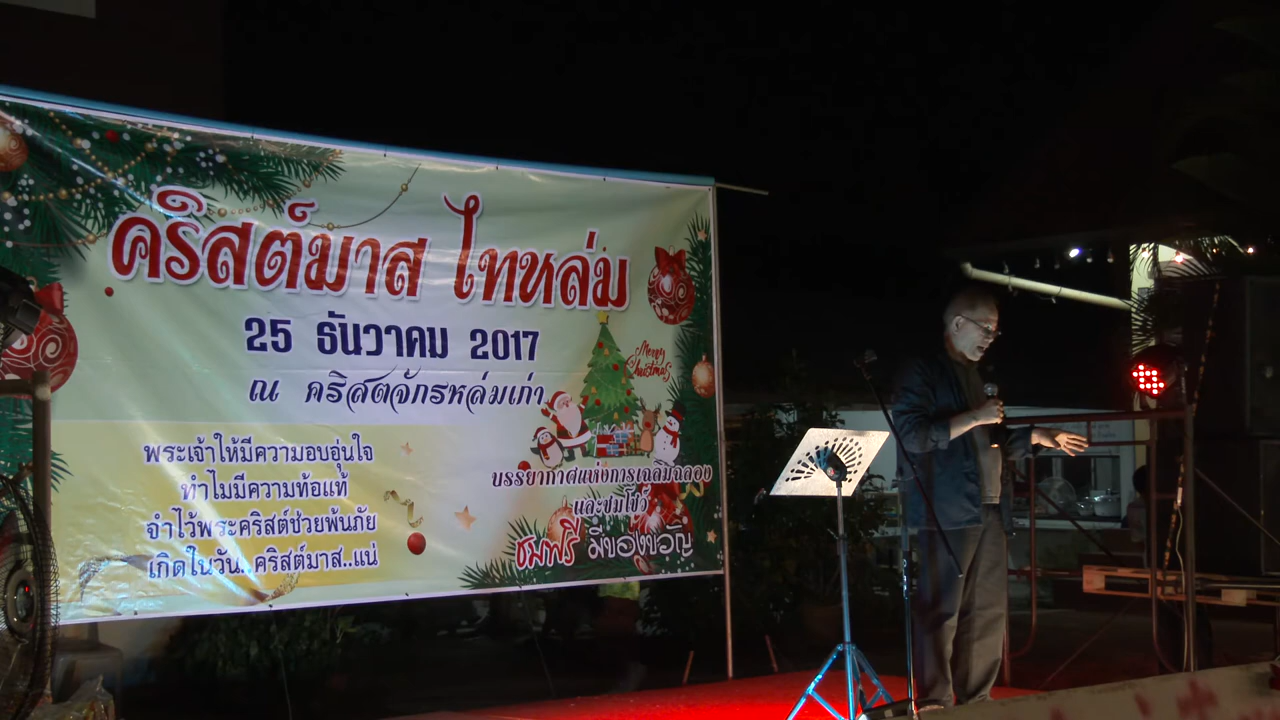 คริสต์มาส ไทหล่ม
25 ธันวาคม 2017
ณ คริสตจักรหล่มเก่า
Merry
Christmas
พระเจ้าให้มีความอบอุ่นใจ
ทำไมมีความท้อแท้
จำไว้พระคริสต์ช่วยพ้นภัย
เกิดในวัน..คริสต์มาส..แน่
บรรยากาศแห่งการเฉลิมฉลอง
และชมโชว์
ชมฟรี มีของขวัญ